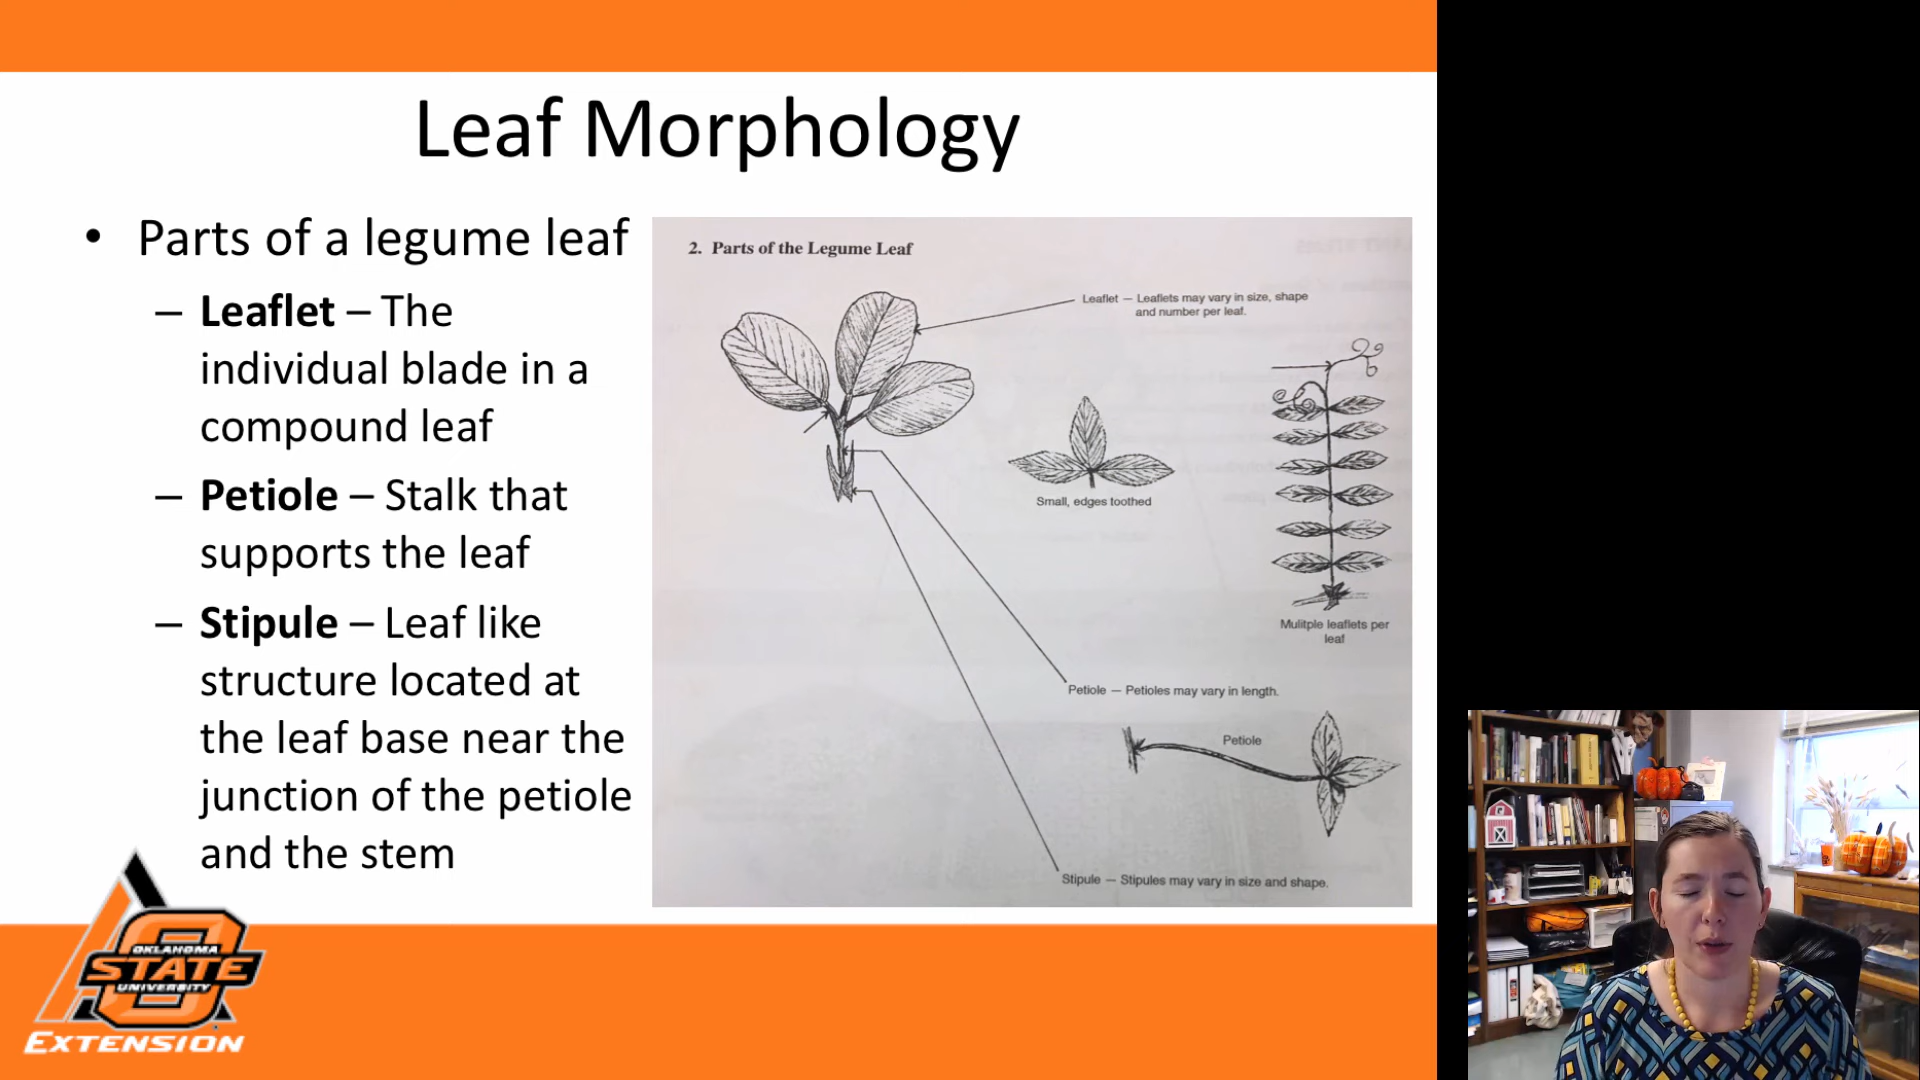 Leaf Morphology
• Parts of a legume leaf
– Leaflet – The
individual blade in a
compound leaf
– Petiole – Stalk that
supports the leaf
– Stipule – Leaf like
structure located at
the leaf base near the
junction of the petiole
and the stem
2. Parts of the Legume Leaf
Leaflet — Leaflets may vary in size, shape
and number per leaf.
Small, edges toothed
Mulitple leaflets per
leaf
Petiole — Petioles may vary in length.
Petiole
Stipule — Stipules may vary in size and shape.
OKLAHOMA
STATE
UNIVERSITY
EXTENSION